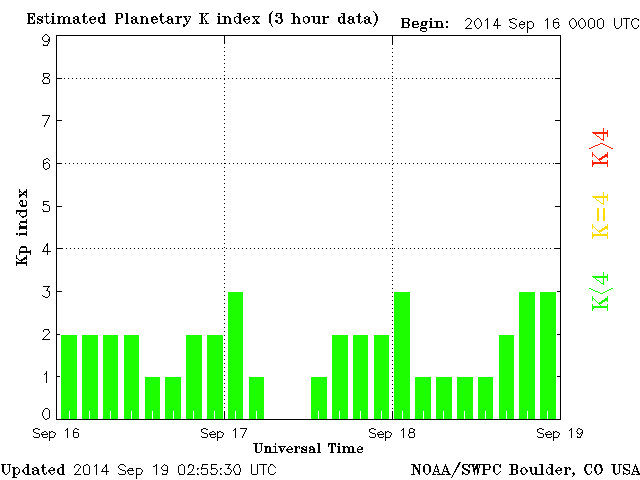 Estimated Planetary K index (3 hour data)
Begin: 2014 Sep 16 0000 UTC
9
8
7
6
5
4
3
2
1
0
Kp index
Sep 16
Sep 17
Sep 18
Sep 19
Universal Time
K<4
K=4
K>4
Updated 2014 Sep 19 02:55:30 UTC
NOAA/SWPC Boulder, CO USA